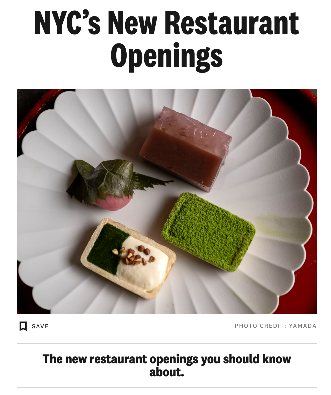 NYC's New Restaurant
Openings
SAVE
PHOTO CREDIT: YAMADA
The new restaurant openings you should know
about.